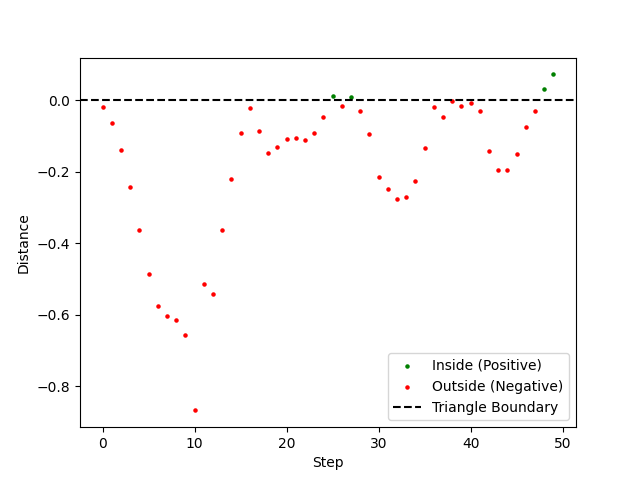 0.0
−0.2
−0.4
−0.6
−0.8
Distance
0 10 20 30 40 50
Step
Inside (Positive)
Outside (Negative)
Triangle Boundary